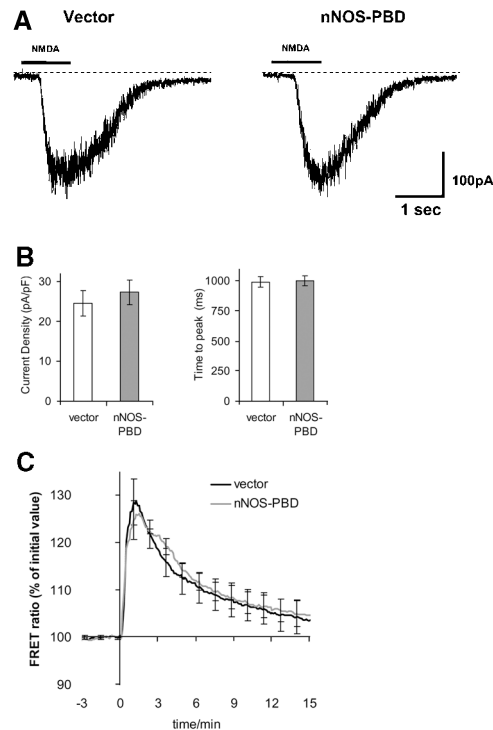 A
Vector
nNOS-PBD
NMDA
NMDA
100pA
1 sec
B
Current Density (pA/pF)
30
20
10
0
vector
nNOS-
PBD
Time to peak (ms)
1000
750
500
250
0
vector
nNOS-
PBD
C
FRET ratio (% of initial value)
130
120
110
100
90
vector
nNOS-PBD
-3 0 3 6 9 12 15
time/min